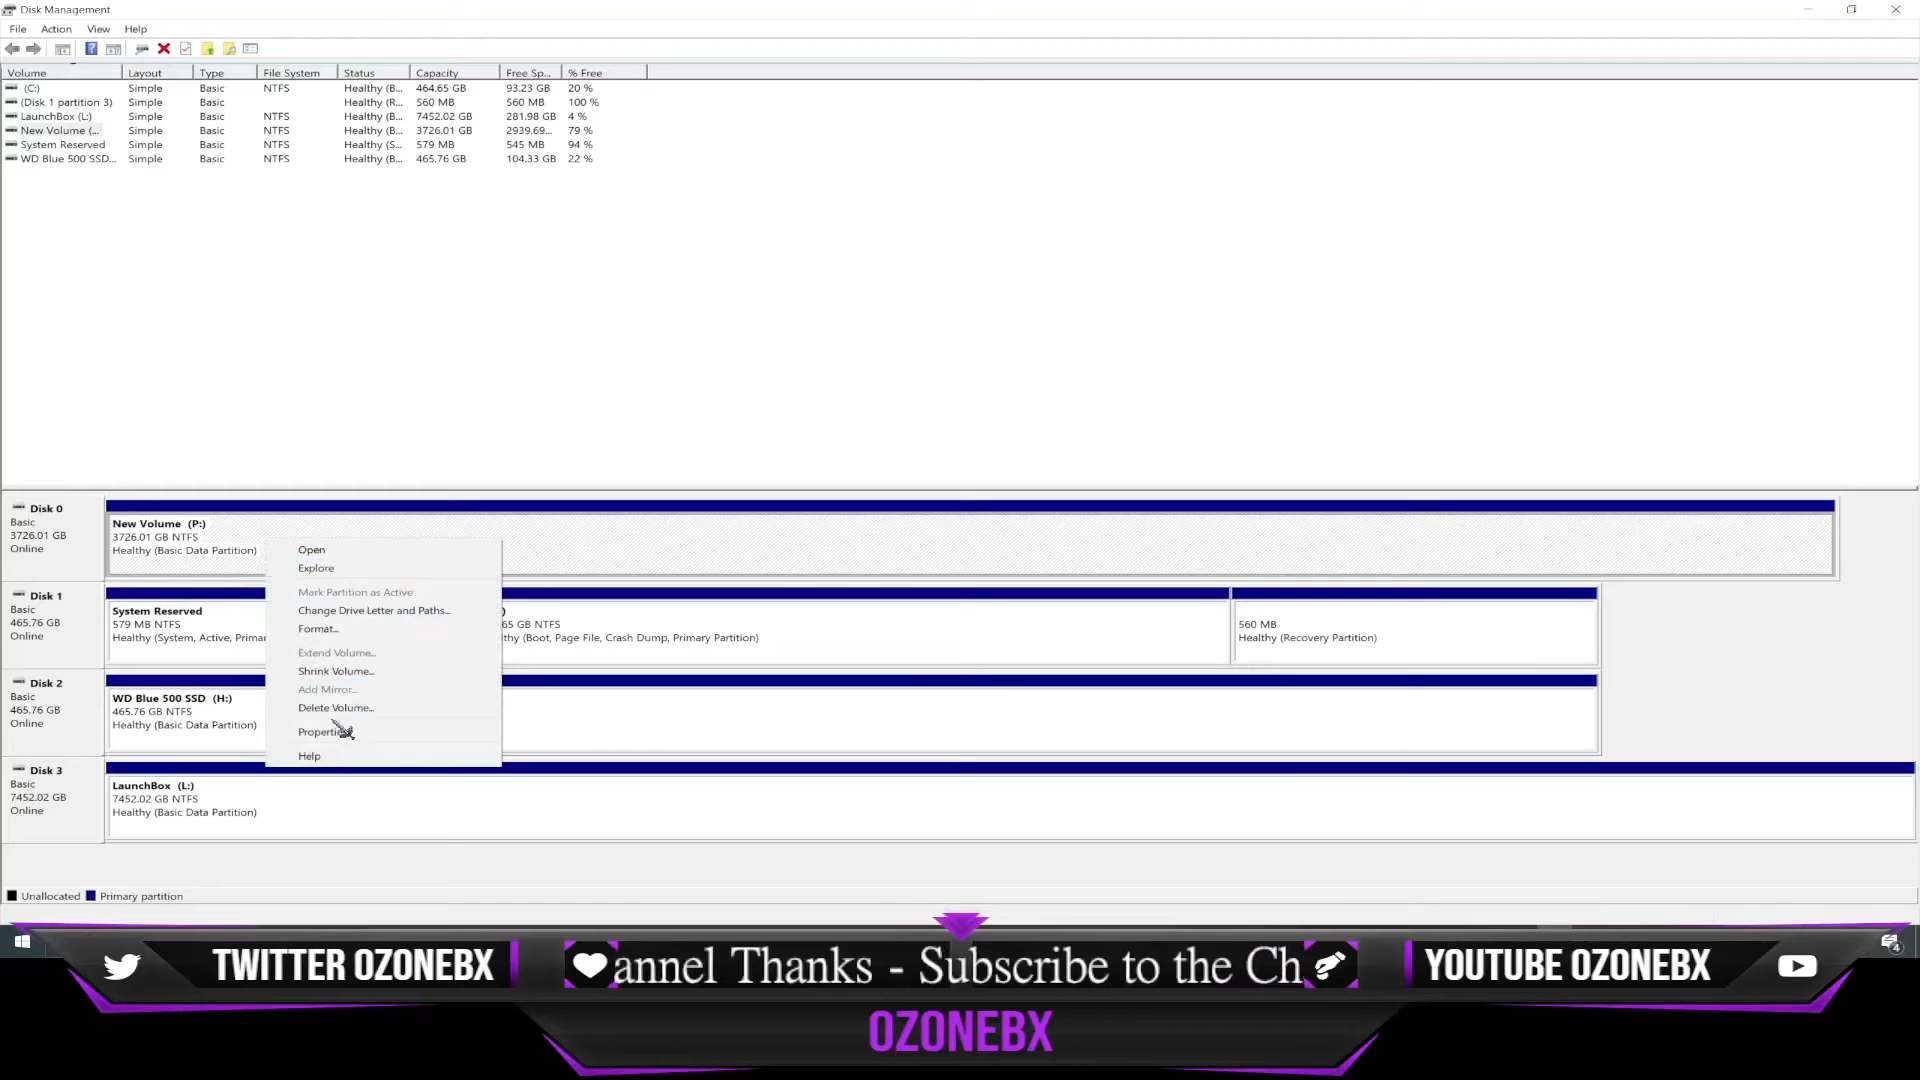 Disk Management
File Action View Help
Volume Layout Type File System Status Capacity Free Sp... % Free
(C:) Simple Basic NTFS Healthy (B... 464.65 GB 93.23 GB 20 %
(Disk 1 partition 3) Simple Basic Healthy (R... 560 MB 560 MB 100 %
LaunchBox (L:) Simple Basic NTFS Healthy (B... 7452.02 GB 281.98 GB 4 %
New Volume (... Simple Basic NTFS Healthy (B... 3726.01 GB 2939.69... 79 %
System Reserved Simple Basic NTFS Healthy (S... 579 MB 545 MB 94 %
WD Blue 500 SSD... Simple Basic NTFS Healthy (B... 465.76 GB 104.33 GB 22 %
Disk 0
Basic
3726.01 GB
Online
New Volume (P:)
3726.01 GB NTFS
Healthy (Basic Data Partition)
Open
Explore
Mark Partition as Active
Change Drive Letter and Paths...
Format...
Extend Volume...
Shrink Volume...
Add Mirror...
Delete Volume...
Properti
Help
Disk 1
Basic
465.76 GB
Online
System Reserved
579 MB NTFS
Healthy (System, Active, Primar
)
65 GB NTFS
thy (Boot, Page File, Crash Dump, Primary Partition)
560 MB
Healthy (Recovery Partition)
Disk 2
Basic
465.76 GB
Online
WD Blue 500 SSD (H:)
465.76 GB NTFS
Healthy (Basic Data Partition)
Disk 3
Basic
7452.02 GB
Online
LaunchBox (L:)
7452.02 GB NTFS
Healthy (Basic Data Partition)
Unallocated Primary partition
4
TWITTER OZONEBX
annel Thanks - Subscribe to the Ch
YOUTUBE OZONEBX
OZONEBX